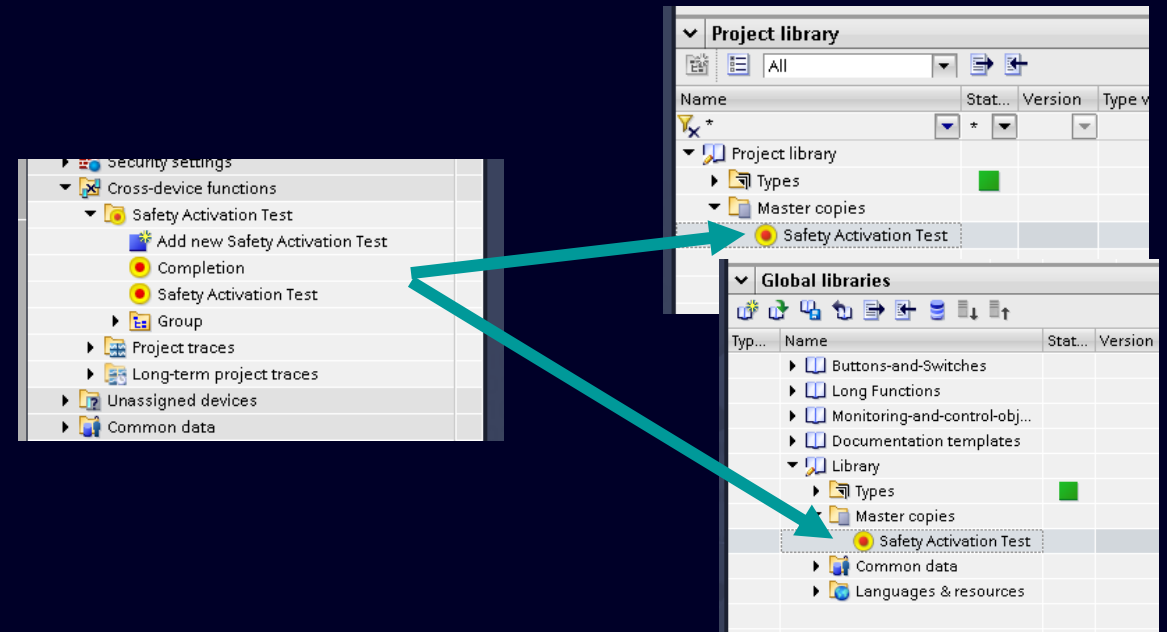 Security settings
Cross-device functions
Safety Activation Test
Add new Safety Activation Test
Completion
Safety Activation Test
Group
Project traces
Long-term project traces
Unassigned devices
Common data
Project library
All
Name Stat... Version Type v
* *
Project library
Types
Master copies
Safety Activation Test
Global libraries
Typ... Name Stat... Version
Buttons-and-Switches
Long Functions
Monitoring-and-control-obj...
Documentation templates
Library
Types
Master copies
Safety Activation Test
Common data
Languages & resources